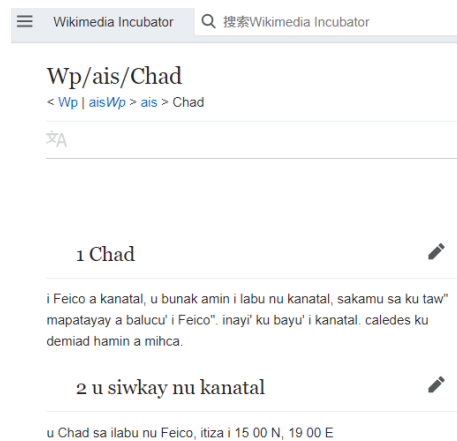 Wikimedia Incubator 搜索Wikimedia Incubator
Wp/ais/Chad
< Wp | aisWp > ais > Chad
文A
1 Chad
i Feico a kanatal, u bunak amin i labu nu kanatal, sakamu sa ku taw"
mapatayay a balucu' i Feico". inayi' ku bayu' i kanatal. caledes ku
demiad hamin a mihca.
2 u siwkay nu kanatal
u Chad sa ilabu nu Feico, itiza i 15 00 N, 19 00 E